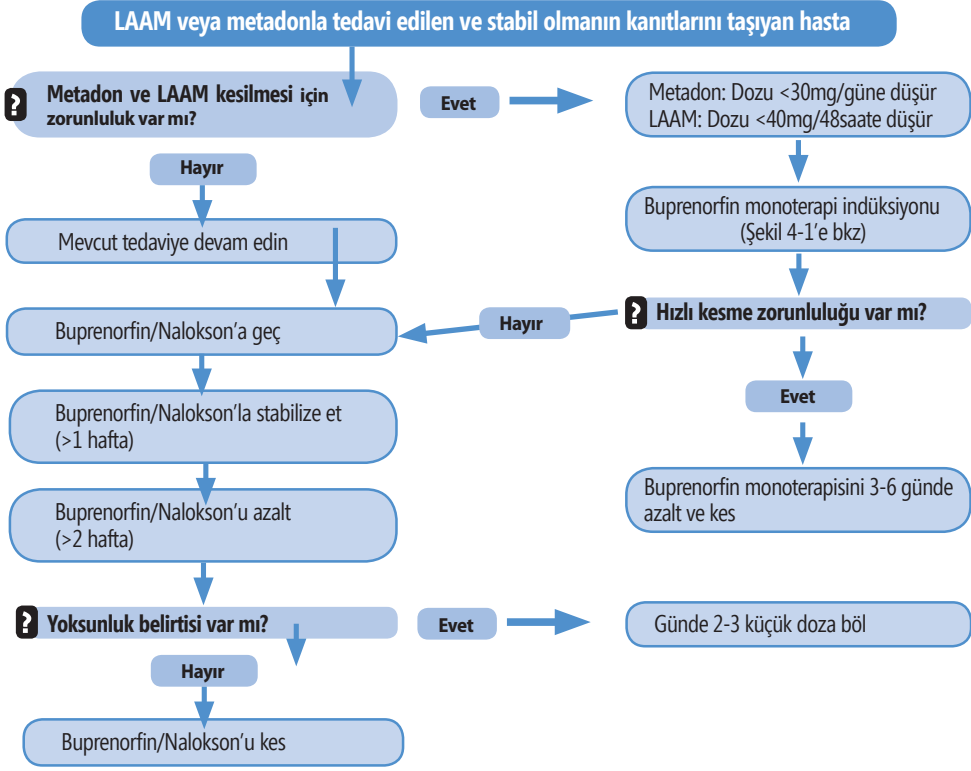 LAAM veya metadonla tedavi edilen ve stabil olmanın kanıtlarını taşıyan hasta
? Metadon ve LAAM kesilmesi için
zorunluluk var mı?
Evet
Metadon: Dozu <30mg/güne düşür
LAAM: Dozu <40mg/48saate düşür
Hayır
Mevcut tedaviye devam edin
Buprenorfin monoterapi indüksiyonu
(Şekil 4-1'e bkz)
? Hızlı kesme zorunluluğu var mı?
Hayır
Buprenorfin/Nalokson'a geç
Evet
Buprenorfin/Nalokson'la stabilize et
(>1 hafta)
Buprenorfin monoterapisini 3-6 günde
azalt ve kes
Buprenorfin/Nalokson'u azalt
(>2 hafta)
? Yoksunluk belirtisi var mı?
Evet
Günde 2-3 küçük doza böl
Hayır
Buprenorfin/Nalokson'u kes